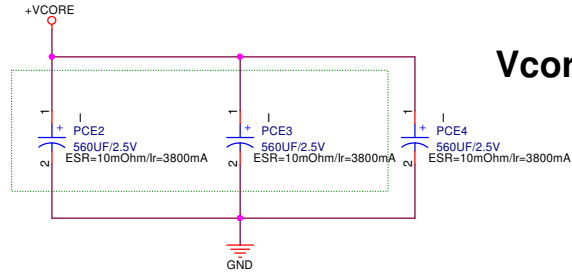 +VCORE
Vcor
1
I
+
PCE2
560UF/2.5V
ESR=10mOhm/Ir=3800mA
2
1
I
+
PCE3
560UF/2.5V
ESR=10mOhm/Ir=3800mA
2
1
I
+
PCE4
560UF/2.5V
ESR=10mOhm/Ir=3800mA
2
GND